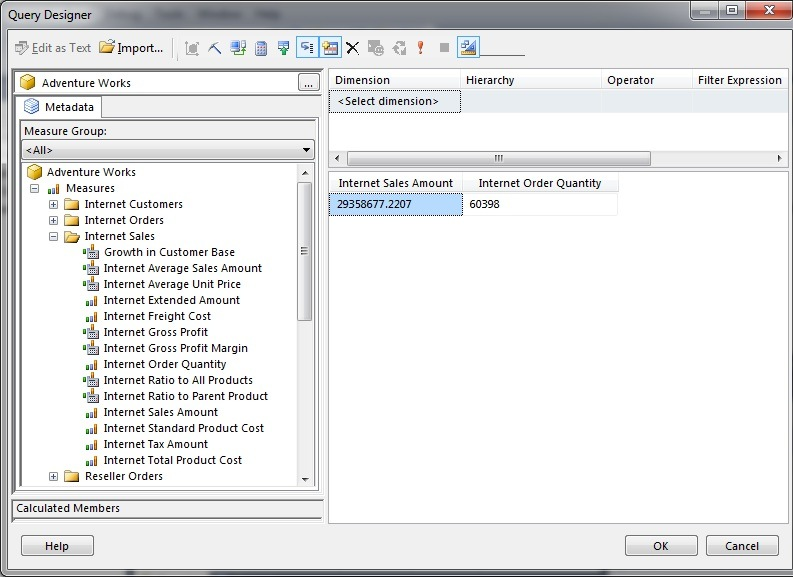 Query Designer
Edit as Text Import...
Adventure Works ...
Metadata
Measure Group:
<All>
Adventure Works
Measures
Internet Customers
Internet Orders
Internet Sales
Growth in Customer Base
Internet Average Sales Amount
Internet Average Unit Price
Internet Extended Amount
Internet Freight Cost
Internet Gross Profit
Internet Gross Profit Margin
Internet Order Quantity
Internet Ratio to All Products
Internet Ratio to Parent Product
Internet Sales Amount
Internet Standard Product Cost
Internet Tax Amount
Internet Total Product Cost
Reseller Orders
Calculated Members
Dimension Hierarchy Operator Filter Expression
<Select dimension>
Internet Sales Amount Internet Order Quantity
29358677.2207 60398
Help OK Cancel